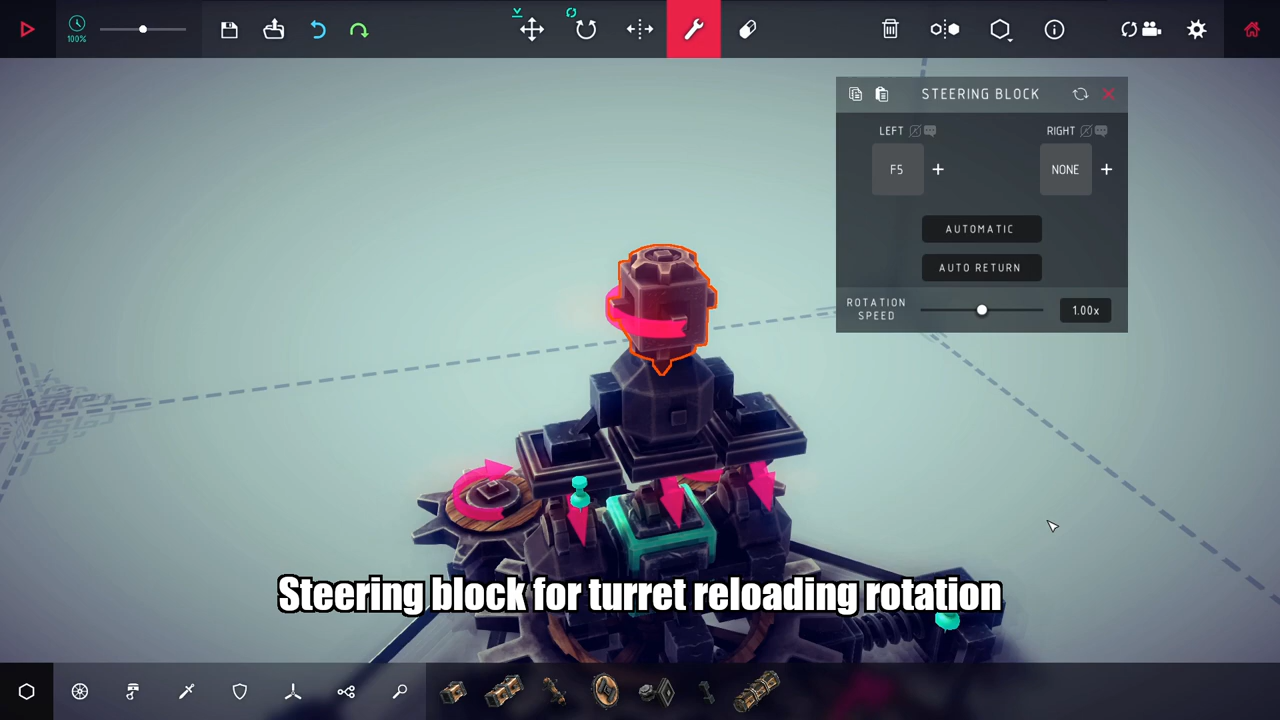 100%
STEERING BLOCK
LEFT
RIGHT
F5
NONE
AUTOMATIC
AUTO RETURN
ROTATION
SPEED
1.00x
Steering block for turret reloading rotation